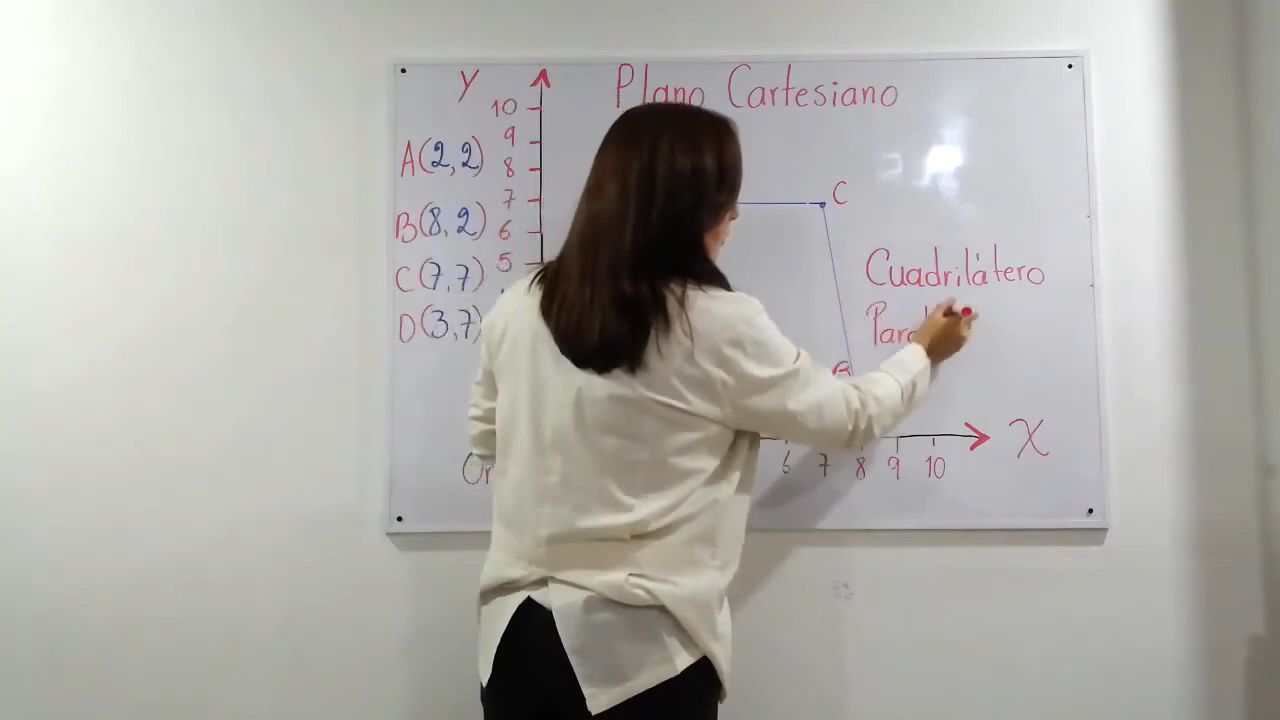 Y
Plano Cartesiano
10
9
A(2,2)
8
7
B(8,2)
6
5
C(7,7)
D(3,7)
C
Cuadrilátero
B
X
6 7 8 9 10